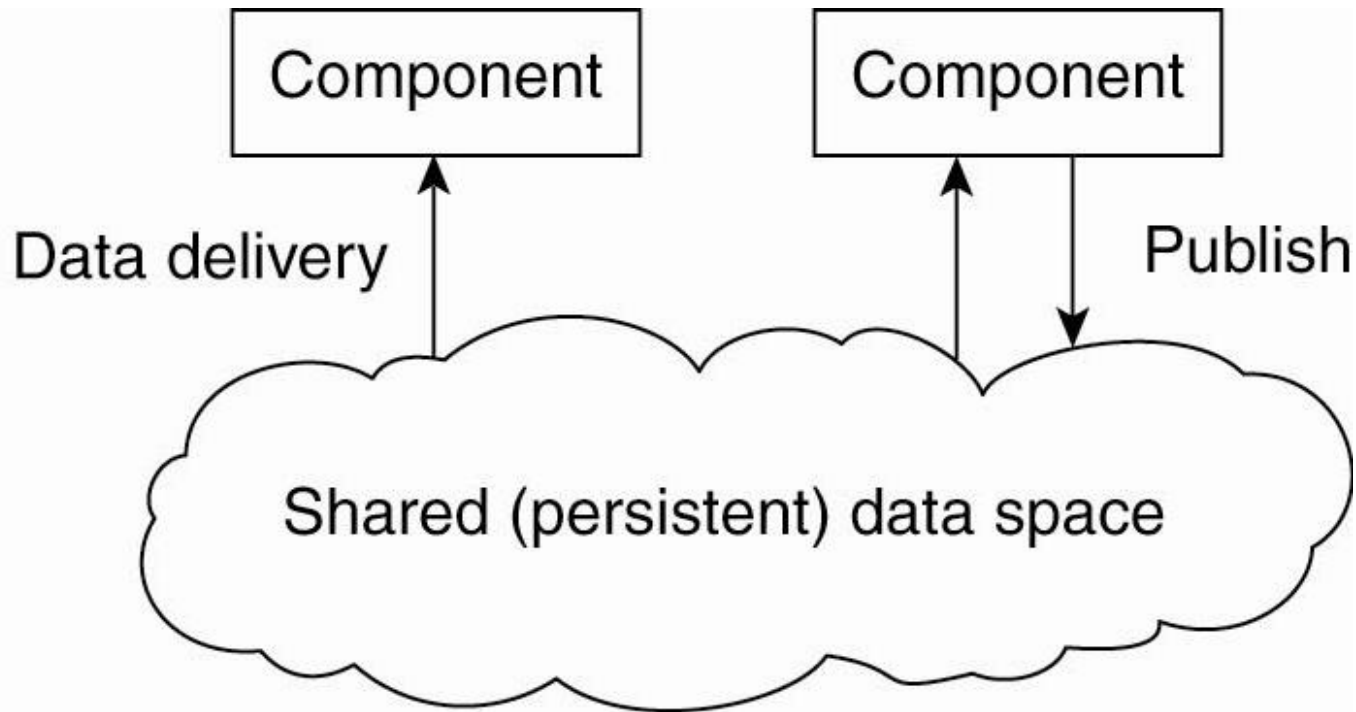 Component
Component
Data delivery
Publish
Shared (persistent) data space